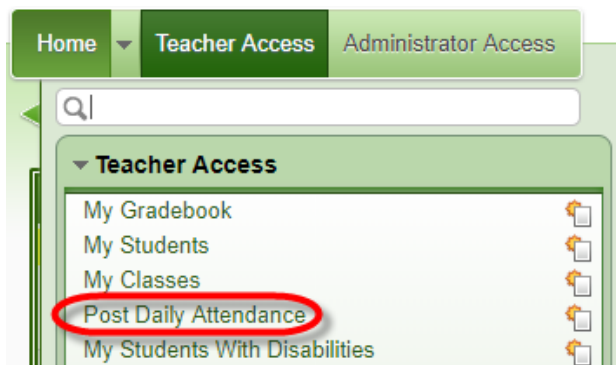 Home Teacher Access Administrator Access
Teacher Access
My Gradebook
My Students
My Classes
Post Daily Attendance
My Students With Disabilities